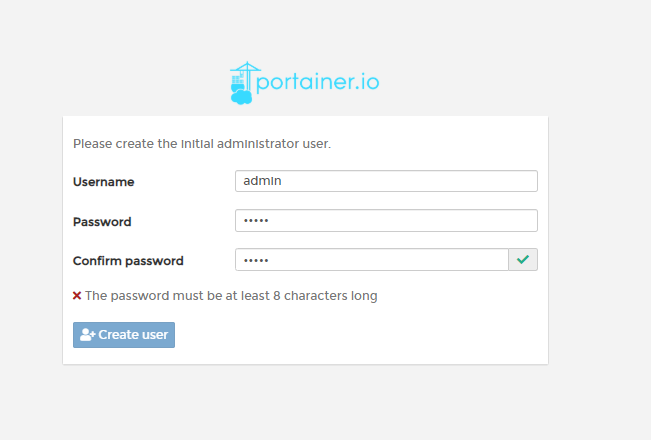 portainer.io
Please create the initial administrator user.
Username admin
Password •••••
Confirm password •••••
The password must be at least 8 characters long
Create user